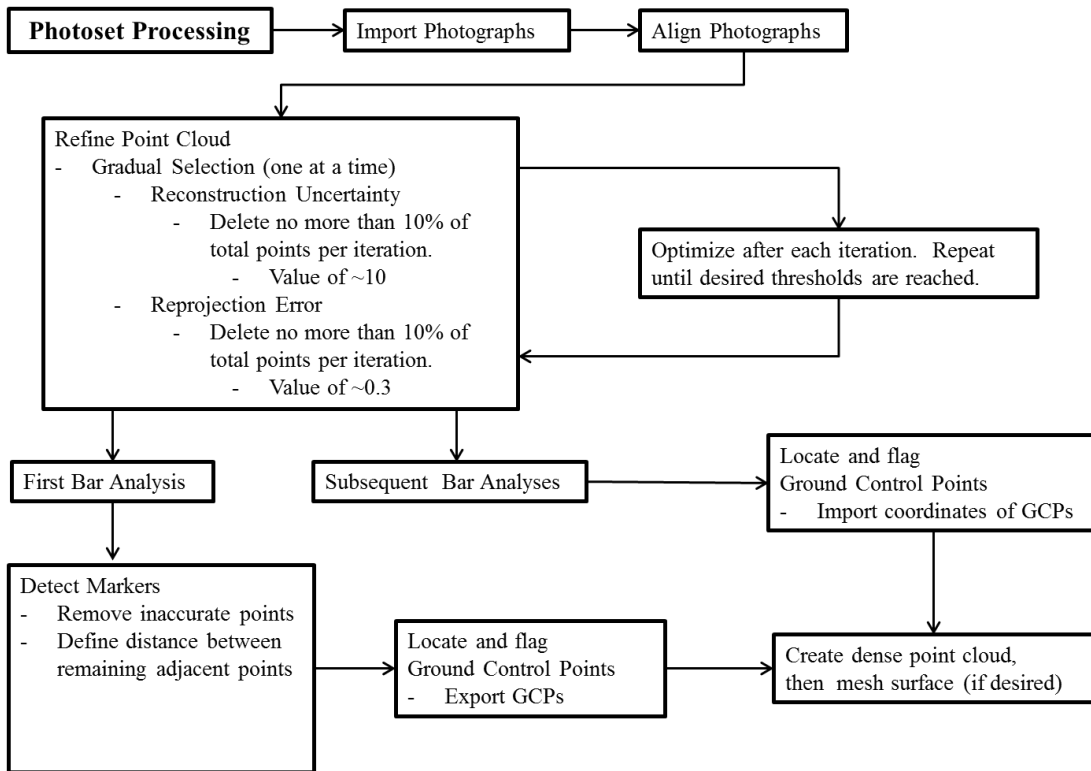 Photoset Processing
Import Photographs
Align Photographs
Refine Point Cloud
- Gradual Selection (one at a time)
- Reconstruction Uncertainty
- Delete no more than 10% of
total points per iteration.
- Value of ~10
- Reprojection Error
- Delete no more than 10% of
total points per iteration.
- Value of ~0.3
Optimize after each iteration. Repeat
until desired thresholds are reached.
First Bar Analysis
Subsequent Bar Analyses
Locate and flag
Ground Control Points
- Import coordinates of GCPs
Detect Markers
- Remove inaccurate points
- Define distance between
remaining adjacent points
Locate and flag
Ground Control Points
- Export GCPs
Create dense point cloud,
then mesh surface (if desired)